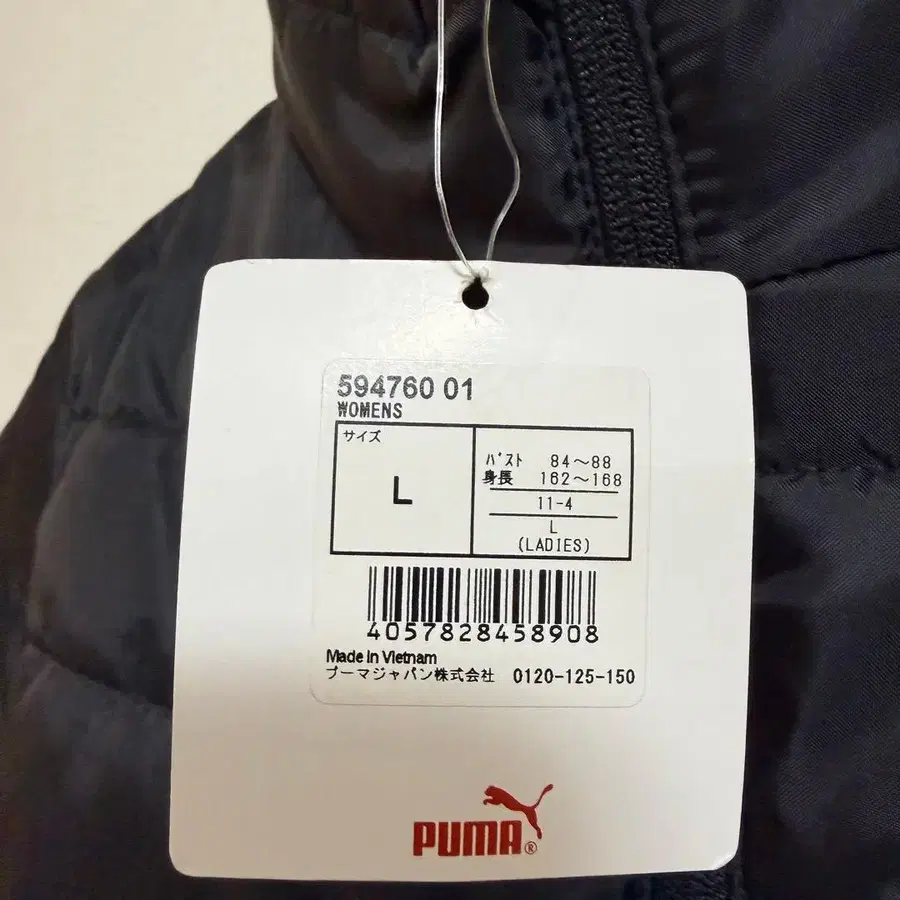 594760 01
WOMENS
サイズ
L
バスト 84～88
身長 162～168
11-4
L
(LADIES)
4057828458908
Made in Vietnam
プーマジャパン株式会社 0120-125-150
PUMA®